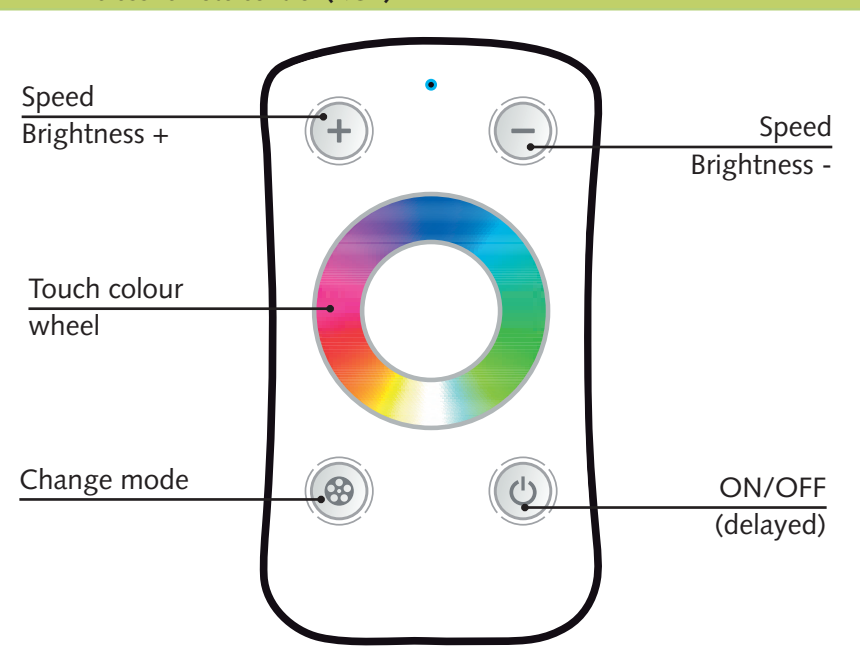 Speed
Brightness +
Speed
Brightness -
Touch colour
wheel
Change mode
ON/OFF
(delayed)